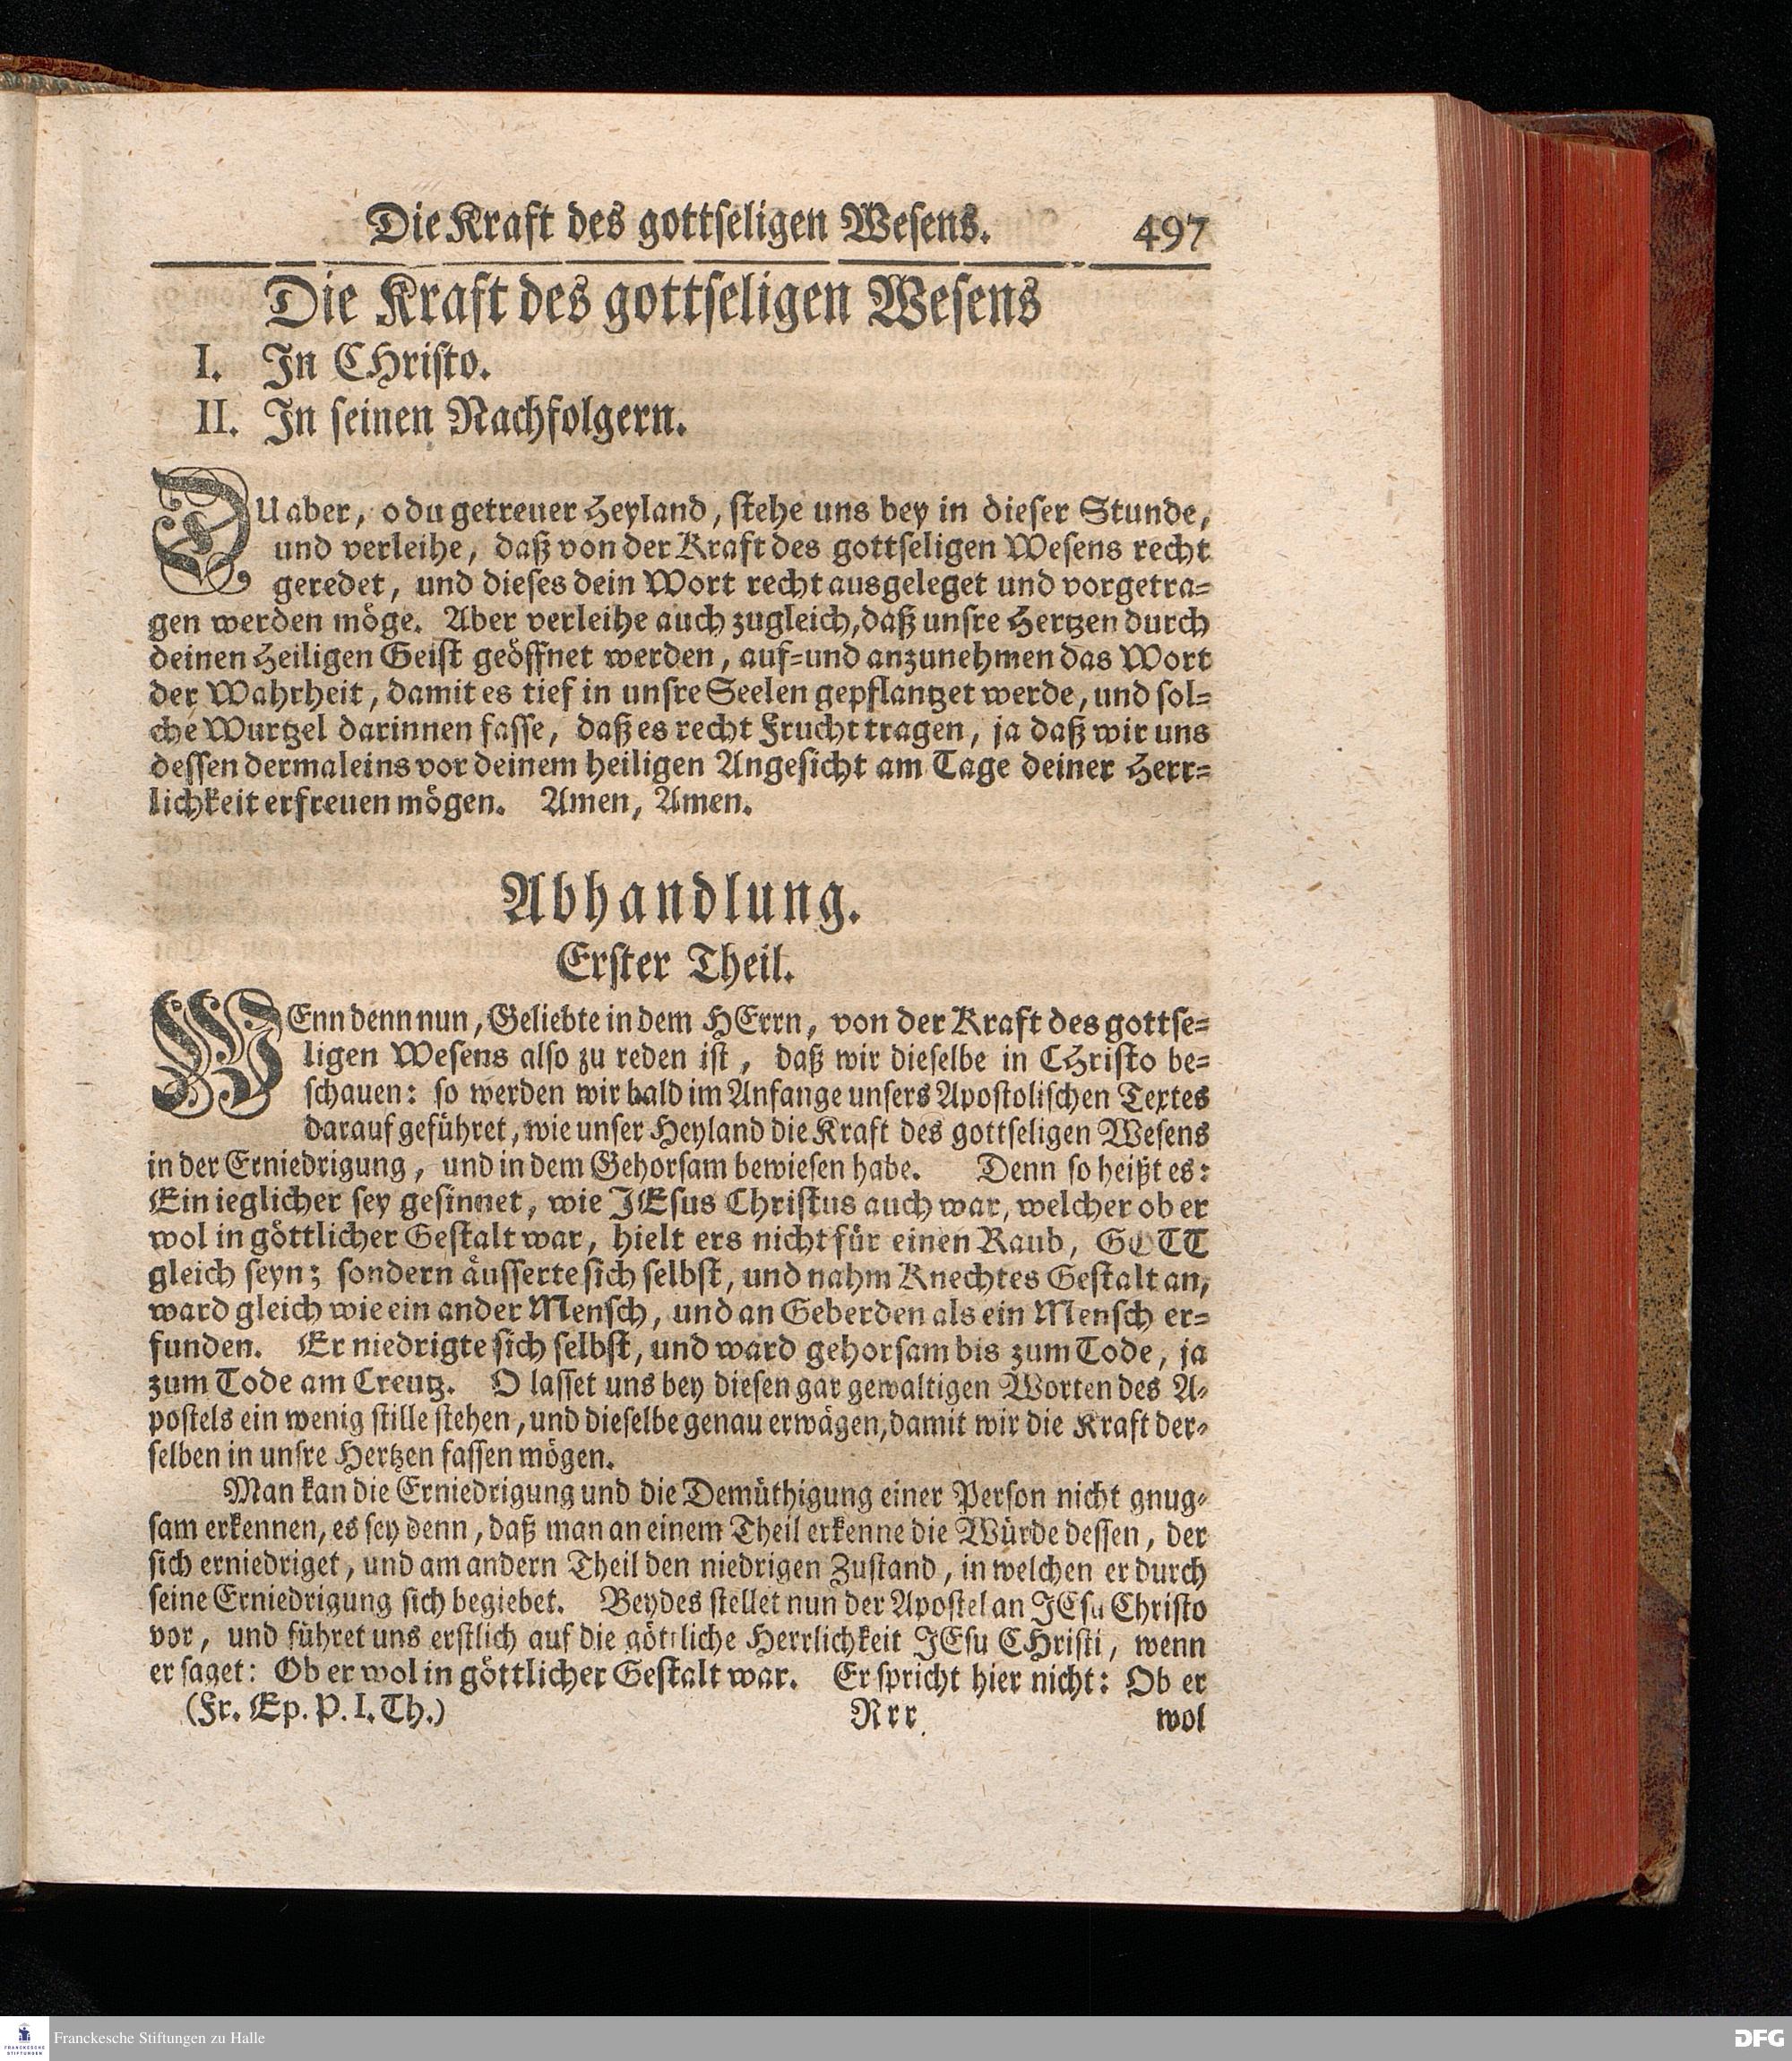 Die Kraft des gottseligen Wesens. 497
Die Kraft des gottseligen Wesens
I. In CHristo.
II. In seinen Nachfolgern.
DU aber, o du getreuer Heyland, stehe uns bey in dieser Stunde,
und verleihe, daß von der Kraft des gottseligen Wesens recht
geredet, und dieses dein Wort recht ausgeleget und vorgetra-
gen werden möge. Aber verleihe auch zugleich, daß unsre Hertzen durch
deinen Heiligen Geist geöffnet werden, auf- und anzunehmen das Wort
der Wahrheit, damit es tief in unsre Seelen gepflantzet werde, und sol-
che Wurtzel darinnen fasse, daß es recht Frucht tragen, ja daß wir uns
dessen dermaleins vor deinem heiligen Angesicht am Tage deiner Herr-
lichkeit erfreuen mögen. Amen, Amen.
Abhandlung.
Erster Theil.
WEnn denn nun, Geliebte in dem HErrn, von der Kraft des gottse-
ligen Wesens also zu reden ist, daß wir dieselbe in CHristo be-
schauen: so werden wir bald im Anfange unsers Apostolischen Textes
darauf geführet, wie unser Heyland die Kraft des gottseligen Wesens
in der Erniedrigung, und in dem Gehorsam bewiesen habe. Denn so heißt es:
Ein ieglicher sey gesinnet, wie JEsus Christus auch war, welcher ob er
wol in göttlicher Gestalt war, hielt ers nicht für einen Raub, GOTT
gleich seyn; sondern äusserte sich selbst, und nahm Knechtes Gestalt an,
ward gleich wie ein ander Mensch, und an Geberden als ein Mensch er-
funden. Er niedrigte sich selbst, und ward gehorsam bis zum Tode, ja
zum Tode am Creutz. O lasset uns bey diesen gar gewaltigen Worten des A-
postels ein wenig stille stehen, und dieselbe genau erwägen, damit wir die Kraft der-
selben in unsre Hertzen fassen mögen.
Man kan die Erniedrigung und die Demüthigung einer Person nicht gnug-
sam erkennen, es sey denn, daß man an einem Theil erkenne die Würde dessen, der
sich erniedriget, und am andern Theil den niedrigen Zustand, in welchen er durch
seine Erniedrigung sich begiebet. Beydes stellet nun der Apostel an JEsu Christo
vor, und führet uns erstlich auf die göttliche Herrlichkeit JEsu CHristi, wenn
er saget: Ob er wol in göttlicher Gestalt war. Er spricht hier nicht: Ob er
(Fr. Ep. P. I. Th.) Rrr wol
Franckesche Stiftungen zu Halle
FRANCKESCHE STIFTUNGEN
DFG